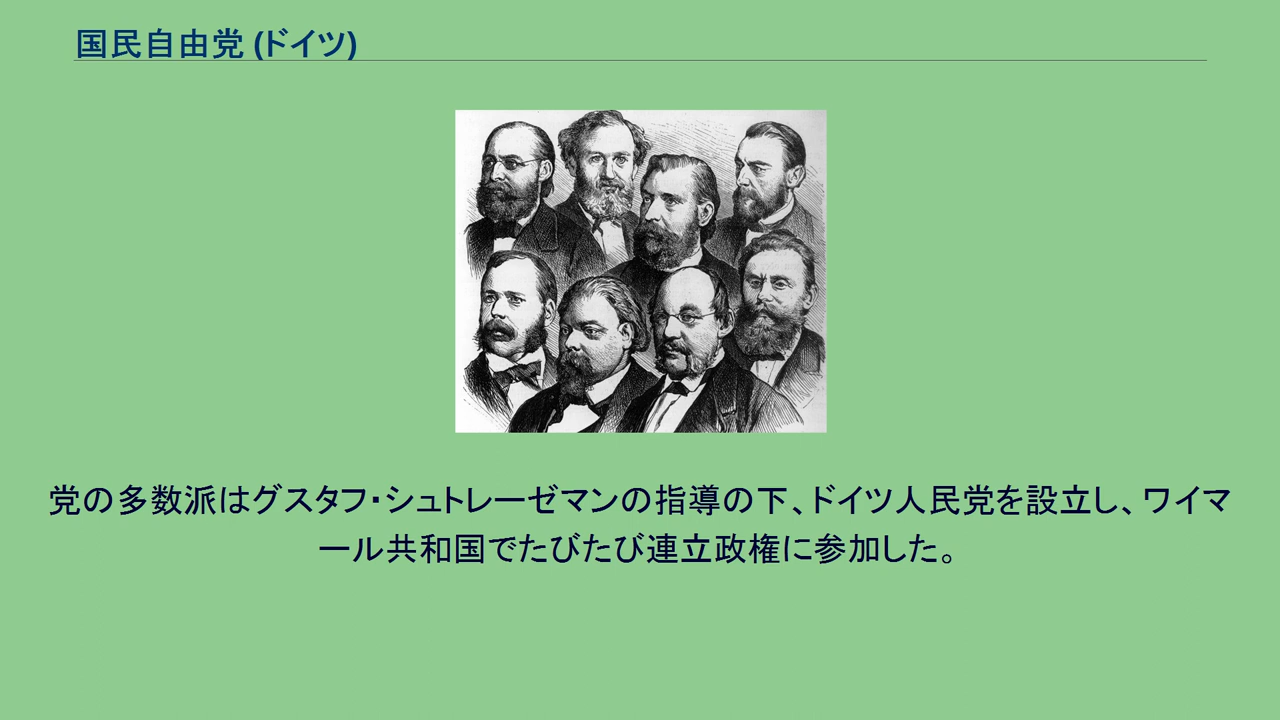 国民自由党 (ドイツ)
党の多数派はグスタフ・シュトレーゼマンの指導の下、ドイツ人民党を設立し、ワイマ
ール共和国でたびたび連立政権に参加した。